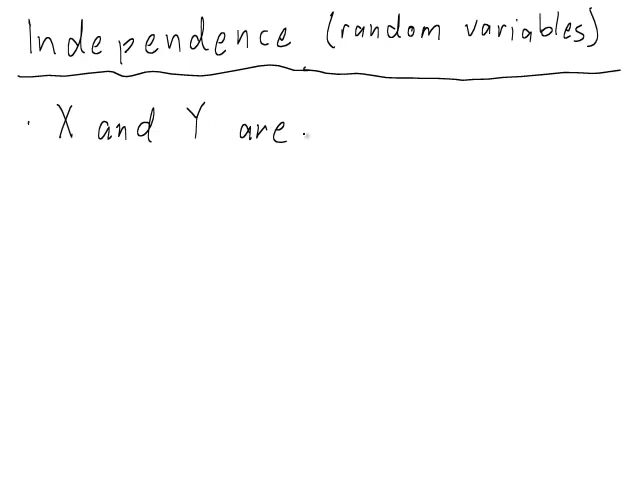 Independence (random variables)
· X and Y are